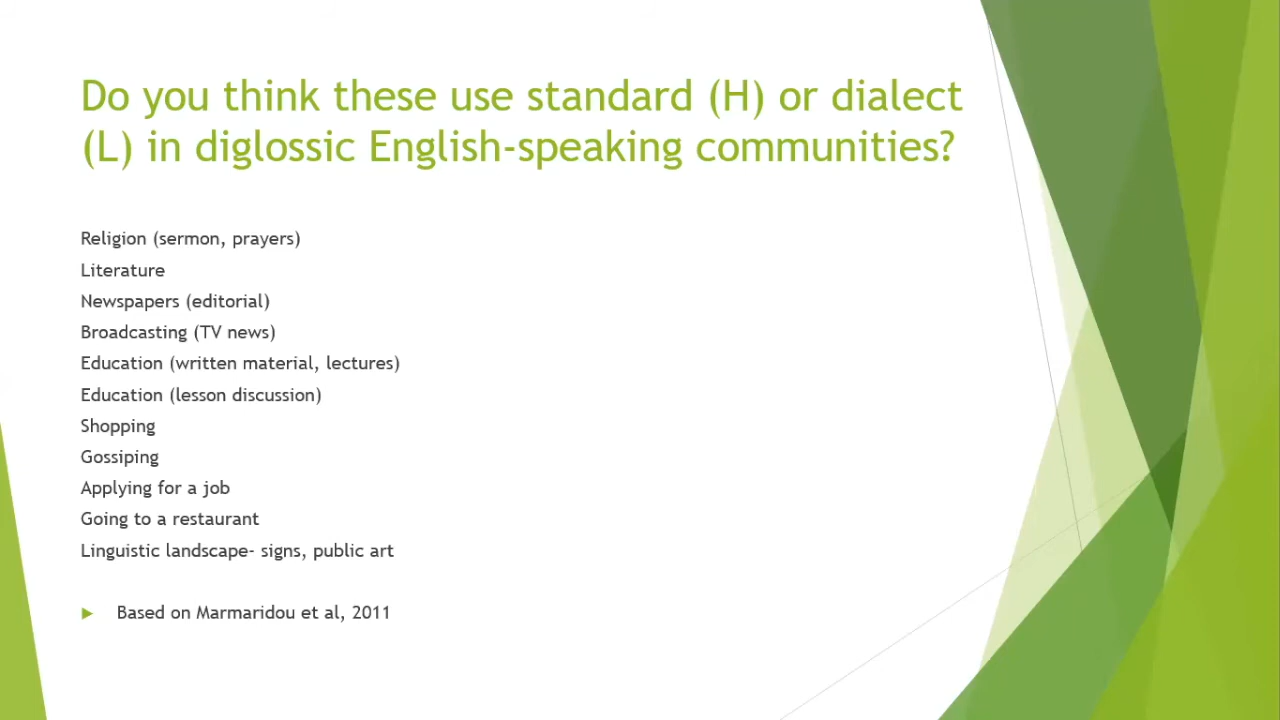 Do you think these use standard (H) or dialect
(L) in diglossic English-speaking communities?
Religion (sermon, prayers)
Literature
Newspapers (editorial)
Broadcasting (TV news)
Education (written material, lectures)
Education (lesson discussion)
Shopping
Gossiping
Applying for a job
Going to a restaurant
Linguistic landscape- signs, public art
Based on Marmaridou et al, 2011